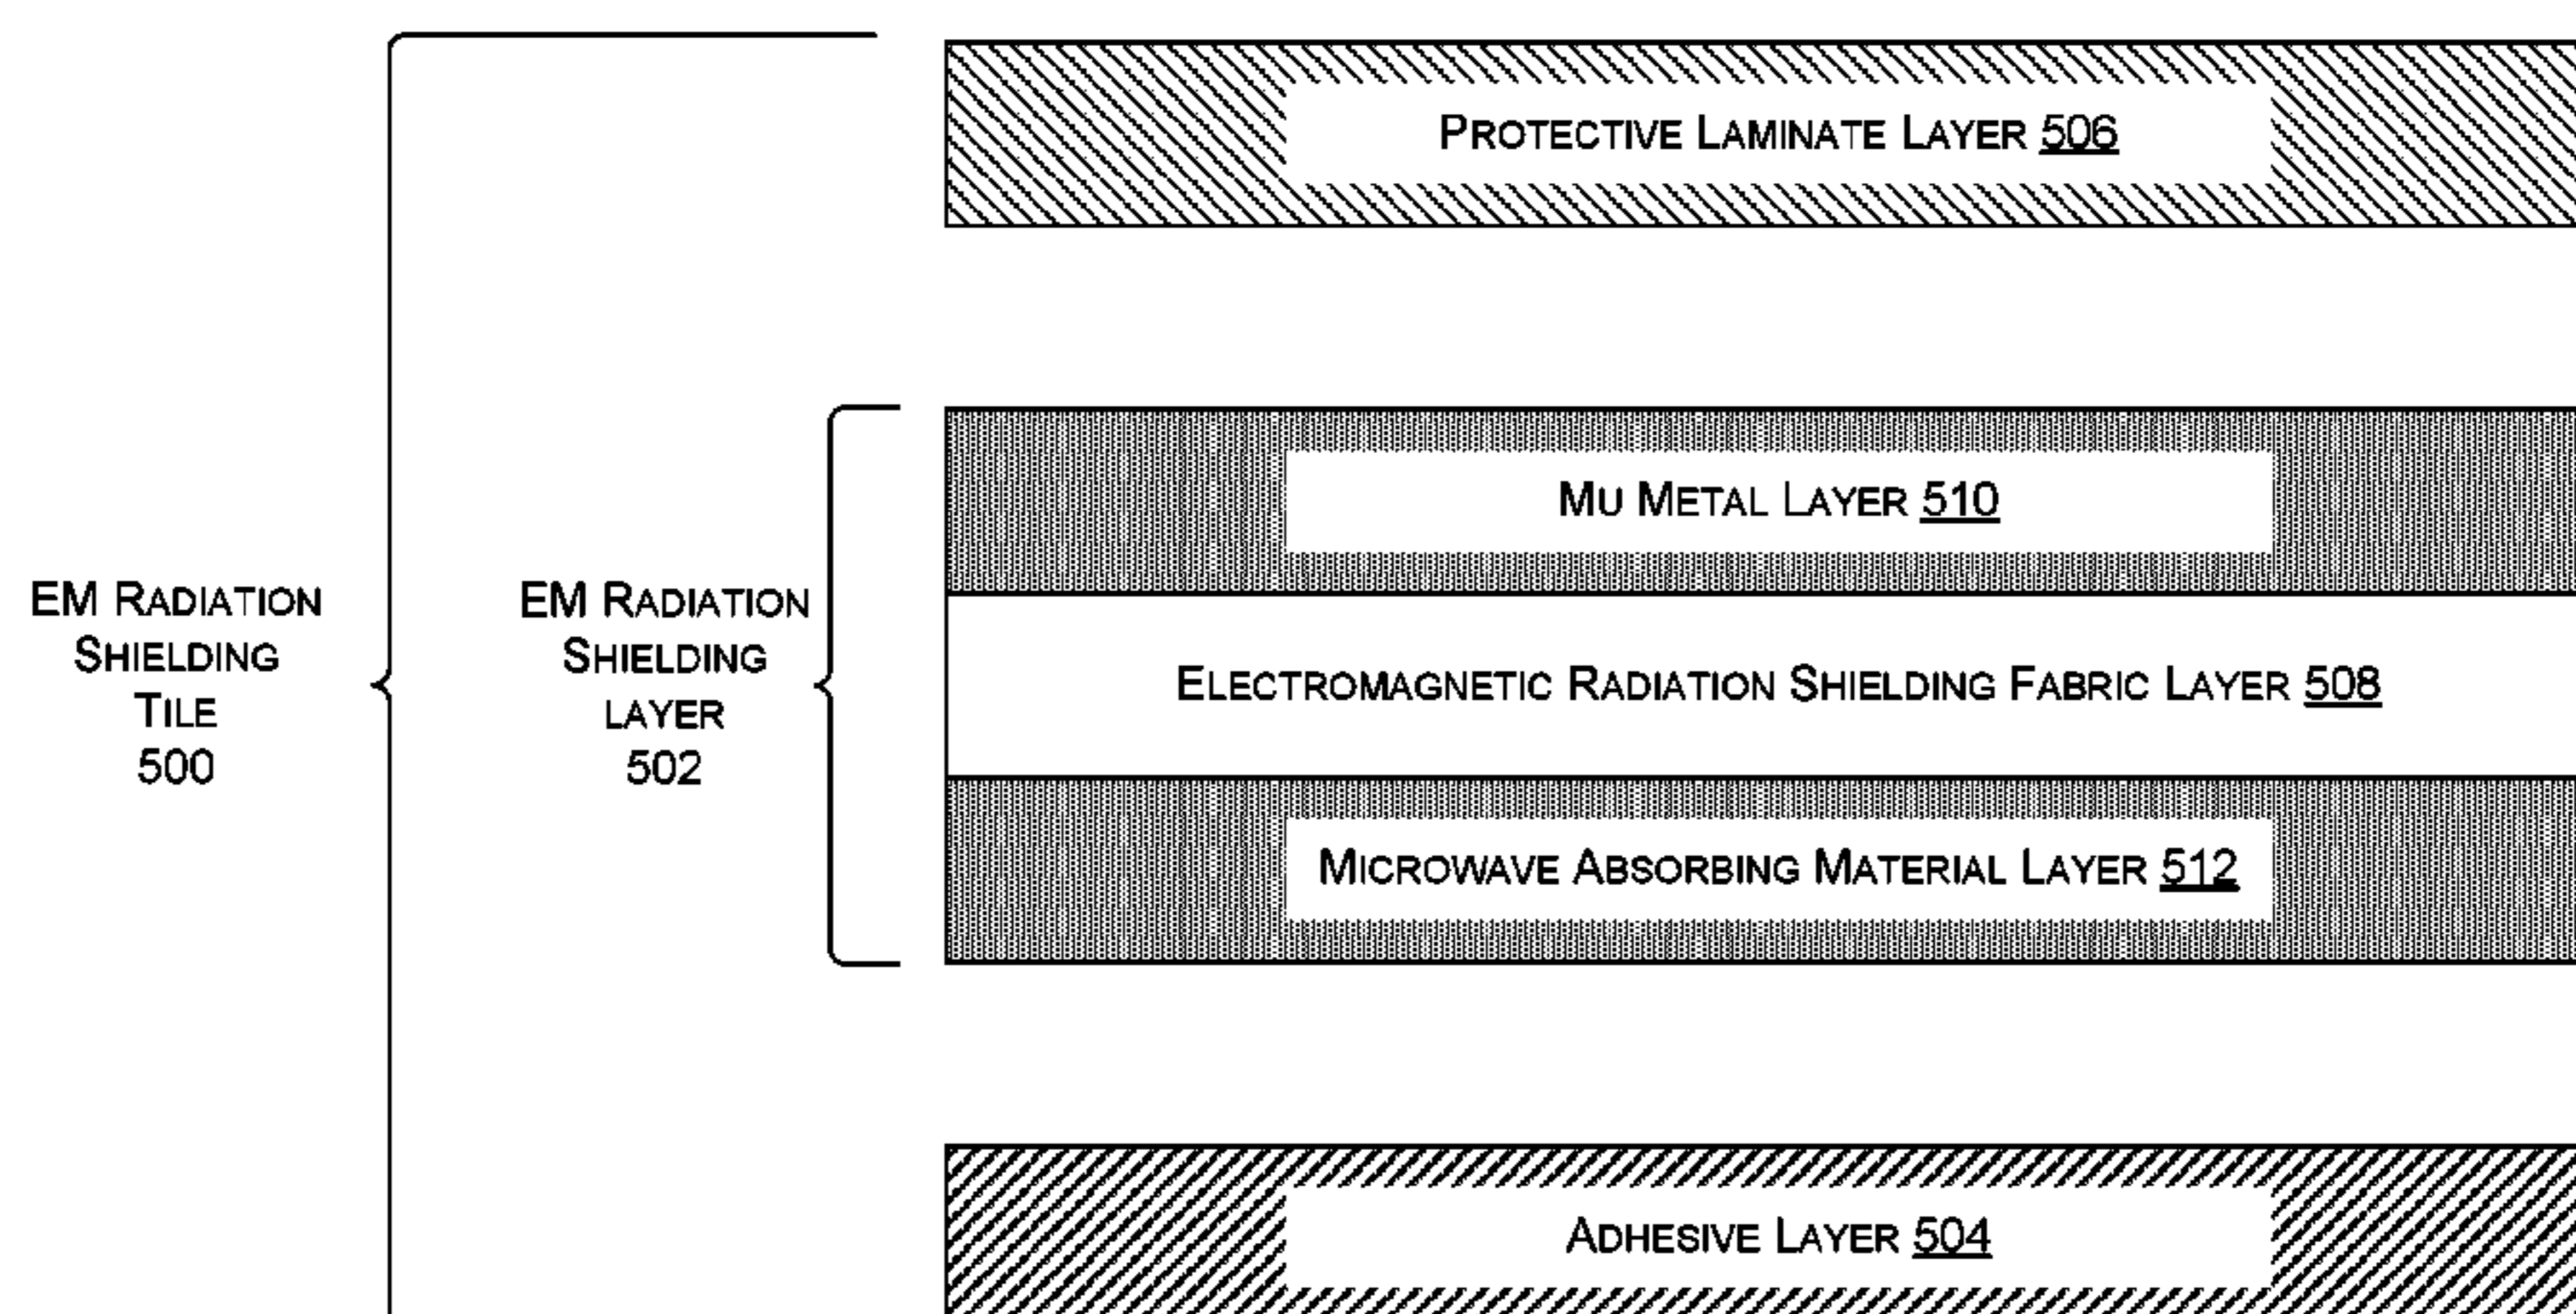 PROTECTIVE LAMINATE LAYER 506
MU METAL LAYER 510
EM RADIATION
SHIELDING
TILE
500
EM RADIATION
SHIELDING
LAYER
502
ELECTROMAGNETIC RADIATION SHIELDING FABRIC LAYER 508
MICROWAVE ABSORBING MATERIAL LAYER 512
ADHESIVE LAYER 504